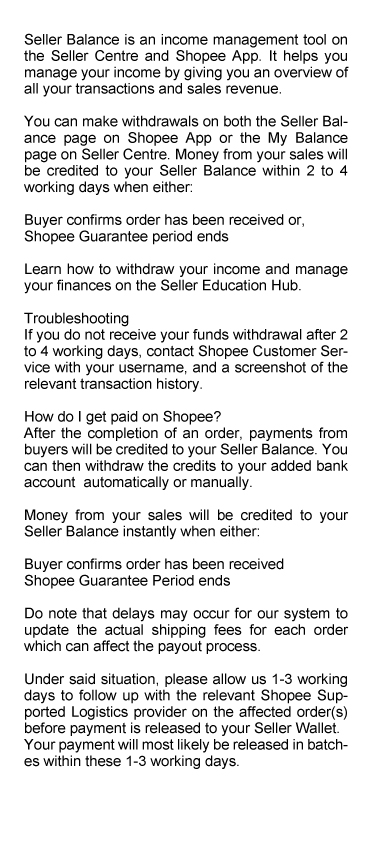 Seller Balance is an income management tool on
the Seller Centre and Shopee App. It helps you
manage your income by giving you an overview of
all your transactions and sales revenue.

You can make withdrawals on both the Seller Bal-
ance page on Shopee App or the My Balance
page on Seller Centre. Money from your sales will
be credited to your Seller Balance within 2 to 4
working days when either:

Buyer confirms order has been received or,
Shopee Guarantee period ends

Learn how to withdraw your income and manage
your finances on the Seller Education Hub.

Troubleshooting
If you do not receive your funds withdrawal after 2
to 4 working days, contact Shopee Customer Ser-
vice with your username, and a screenshot of the
relevant transaction history.

How do I get paid on Shopee?
After the completion of an order, payments from
buyers will be credited to your Seller Balance. You
can then withdraw the credits to your added bank
account  automatically or manually.

Money from your sales will be credited to your
Seller Balance instantly when either:

Buyer confirms order has been received
Shopee Guarantee Period ends

Do note that delays may occur for our system to
update the actual shipping fees for each order
which can affect the payout process.

Under said situation, please allow us 1-3 working
days to follow up with the relevant Shopee Sup-
ported Logistics provider on the affected order(s)
before payment is released to your Seller Wallet.
Your payment will most likely be released in batch-
es within these 1-3 working days.